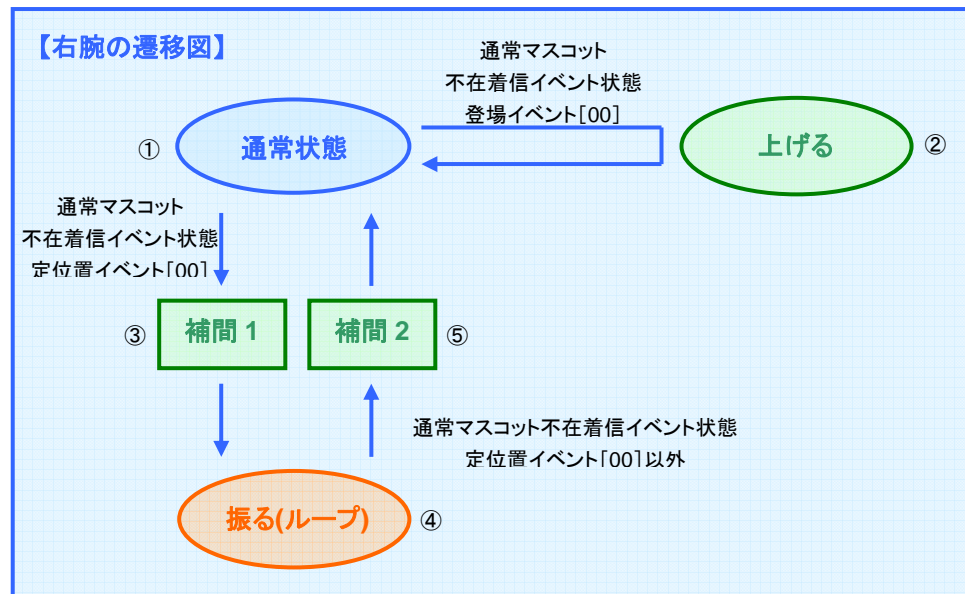 【右腕の遷移図】
通常マスコット
不在着信イベント状態
登場イベント[00]
①
通常状態
上げる
②
通常マスコット
不在着信イベント状態
定位置イベント[00]
③
補間 1
補間 2
⑤
通常マスコット不在着信イベント状態
定位置イベント[00]以外
振る(ループ)
④